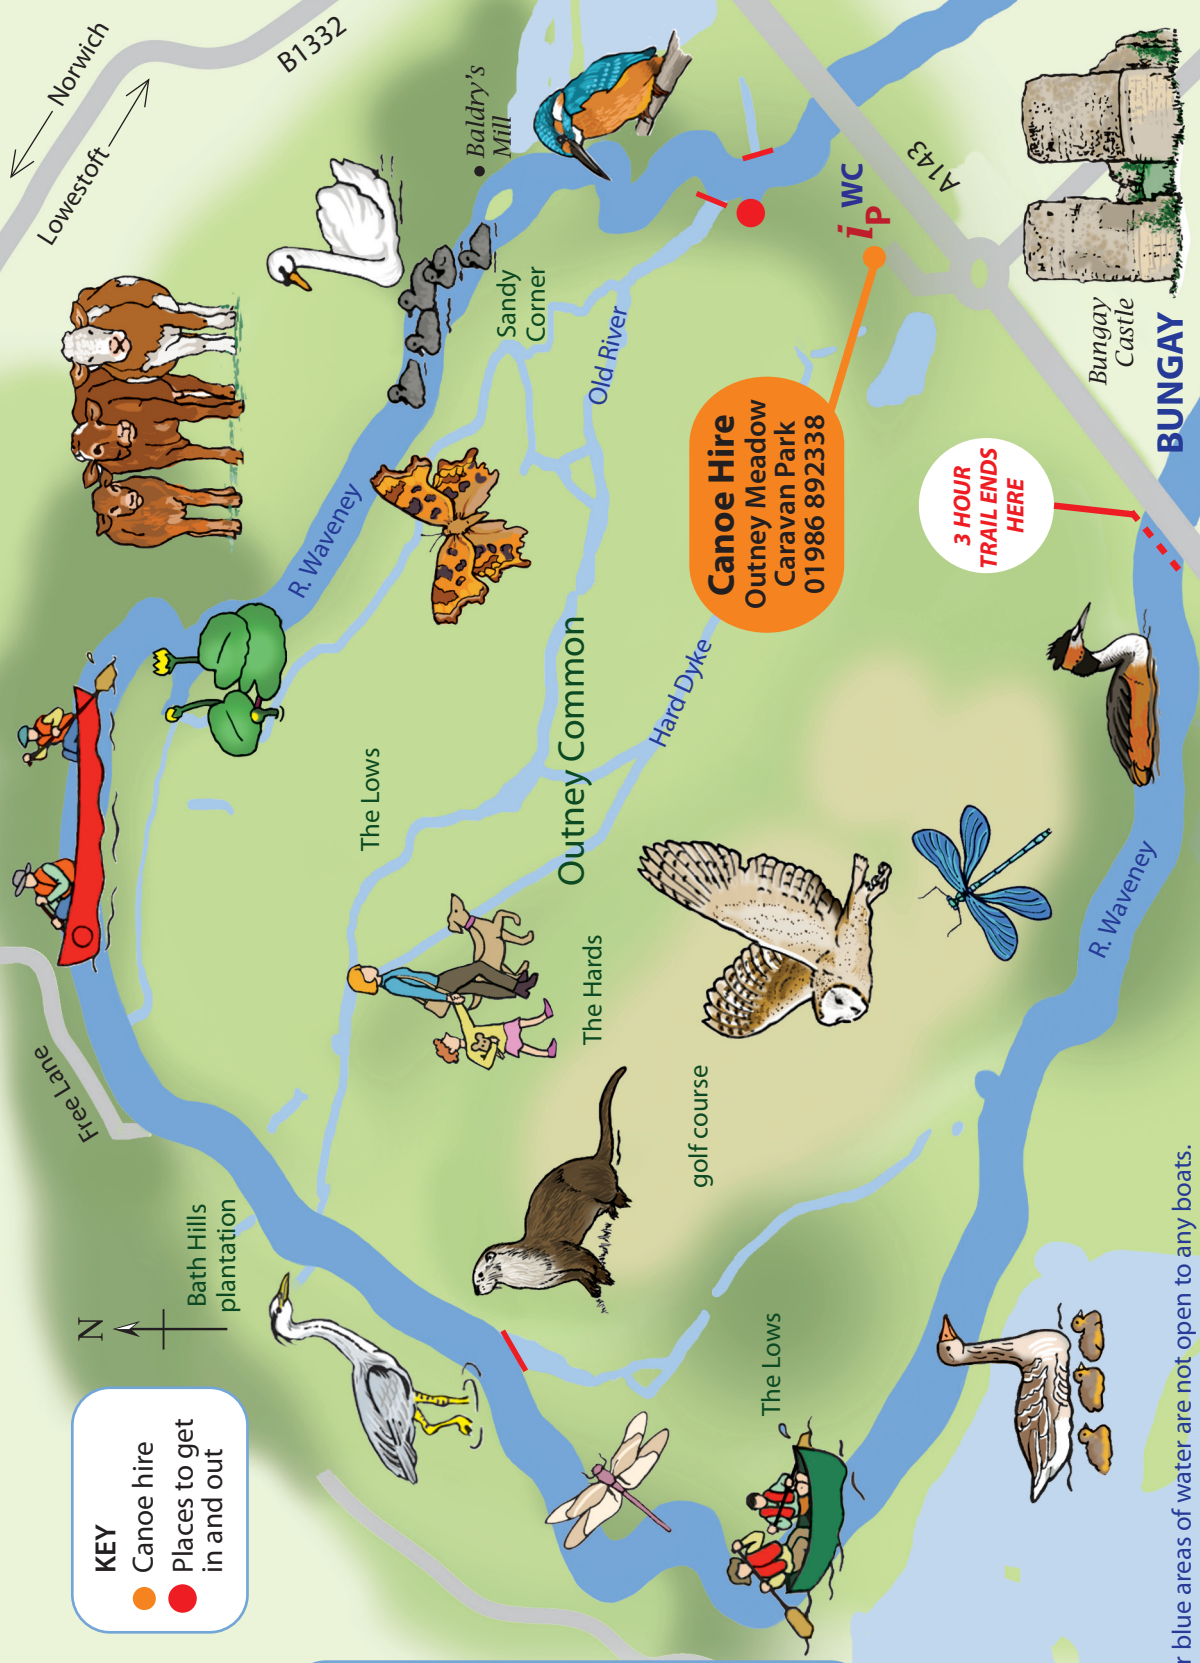 KEY
Canoe hire
Places to get
in and out
N
Bath Hills
plantation
Free Lane
Norwich
Lowestoft
B1332
Baldry's
Mill
R. Waveney
Sandy
Corner
Old River
The Lows
Outney Common
Hard Dyke
The Hards
golf course
The Lows
Canoe Hire
Outney Meadow
Caravan Park
01986 892338
i
P
WC
A143
Bungay
Castle
BUNGAY
3 HOUR
TRAIL ENDS
HERE
R. Waveney
blue areas of water are not open to any boats.